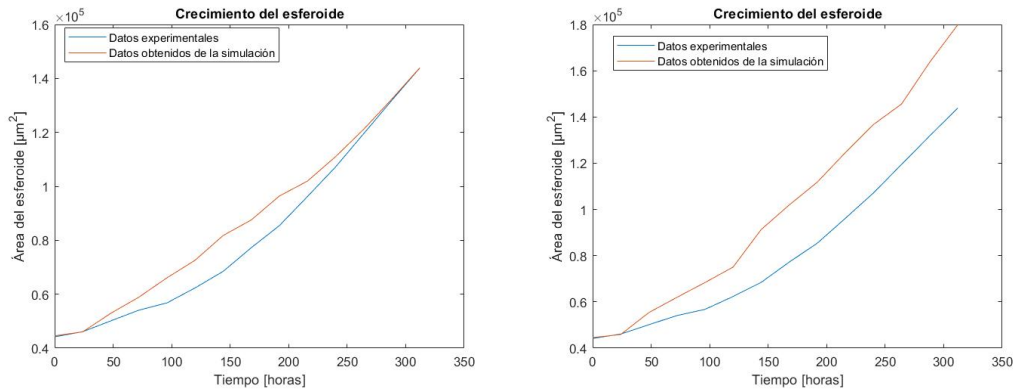 Crecimiento del esferoide
×10⁵
1.6
1.4
1.2
1
0.8
0.6
0.4
Área del esferoide [µm²]
Datos experimentales
Datos obtenidos de la simulación
0 50 100 150 200 250 300 350
Tiempo [horas]
Crecimiento del esferoide
×10⁵
1.8
1.6
1.4
1.2
1
0.8
0.6
0.4
Área del esferoide [µm²]
Datos experimentales
Datos obtenidos de la simulación
0 50 100 150 200 250 300 350
Tiempo [horas]